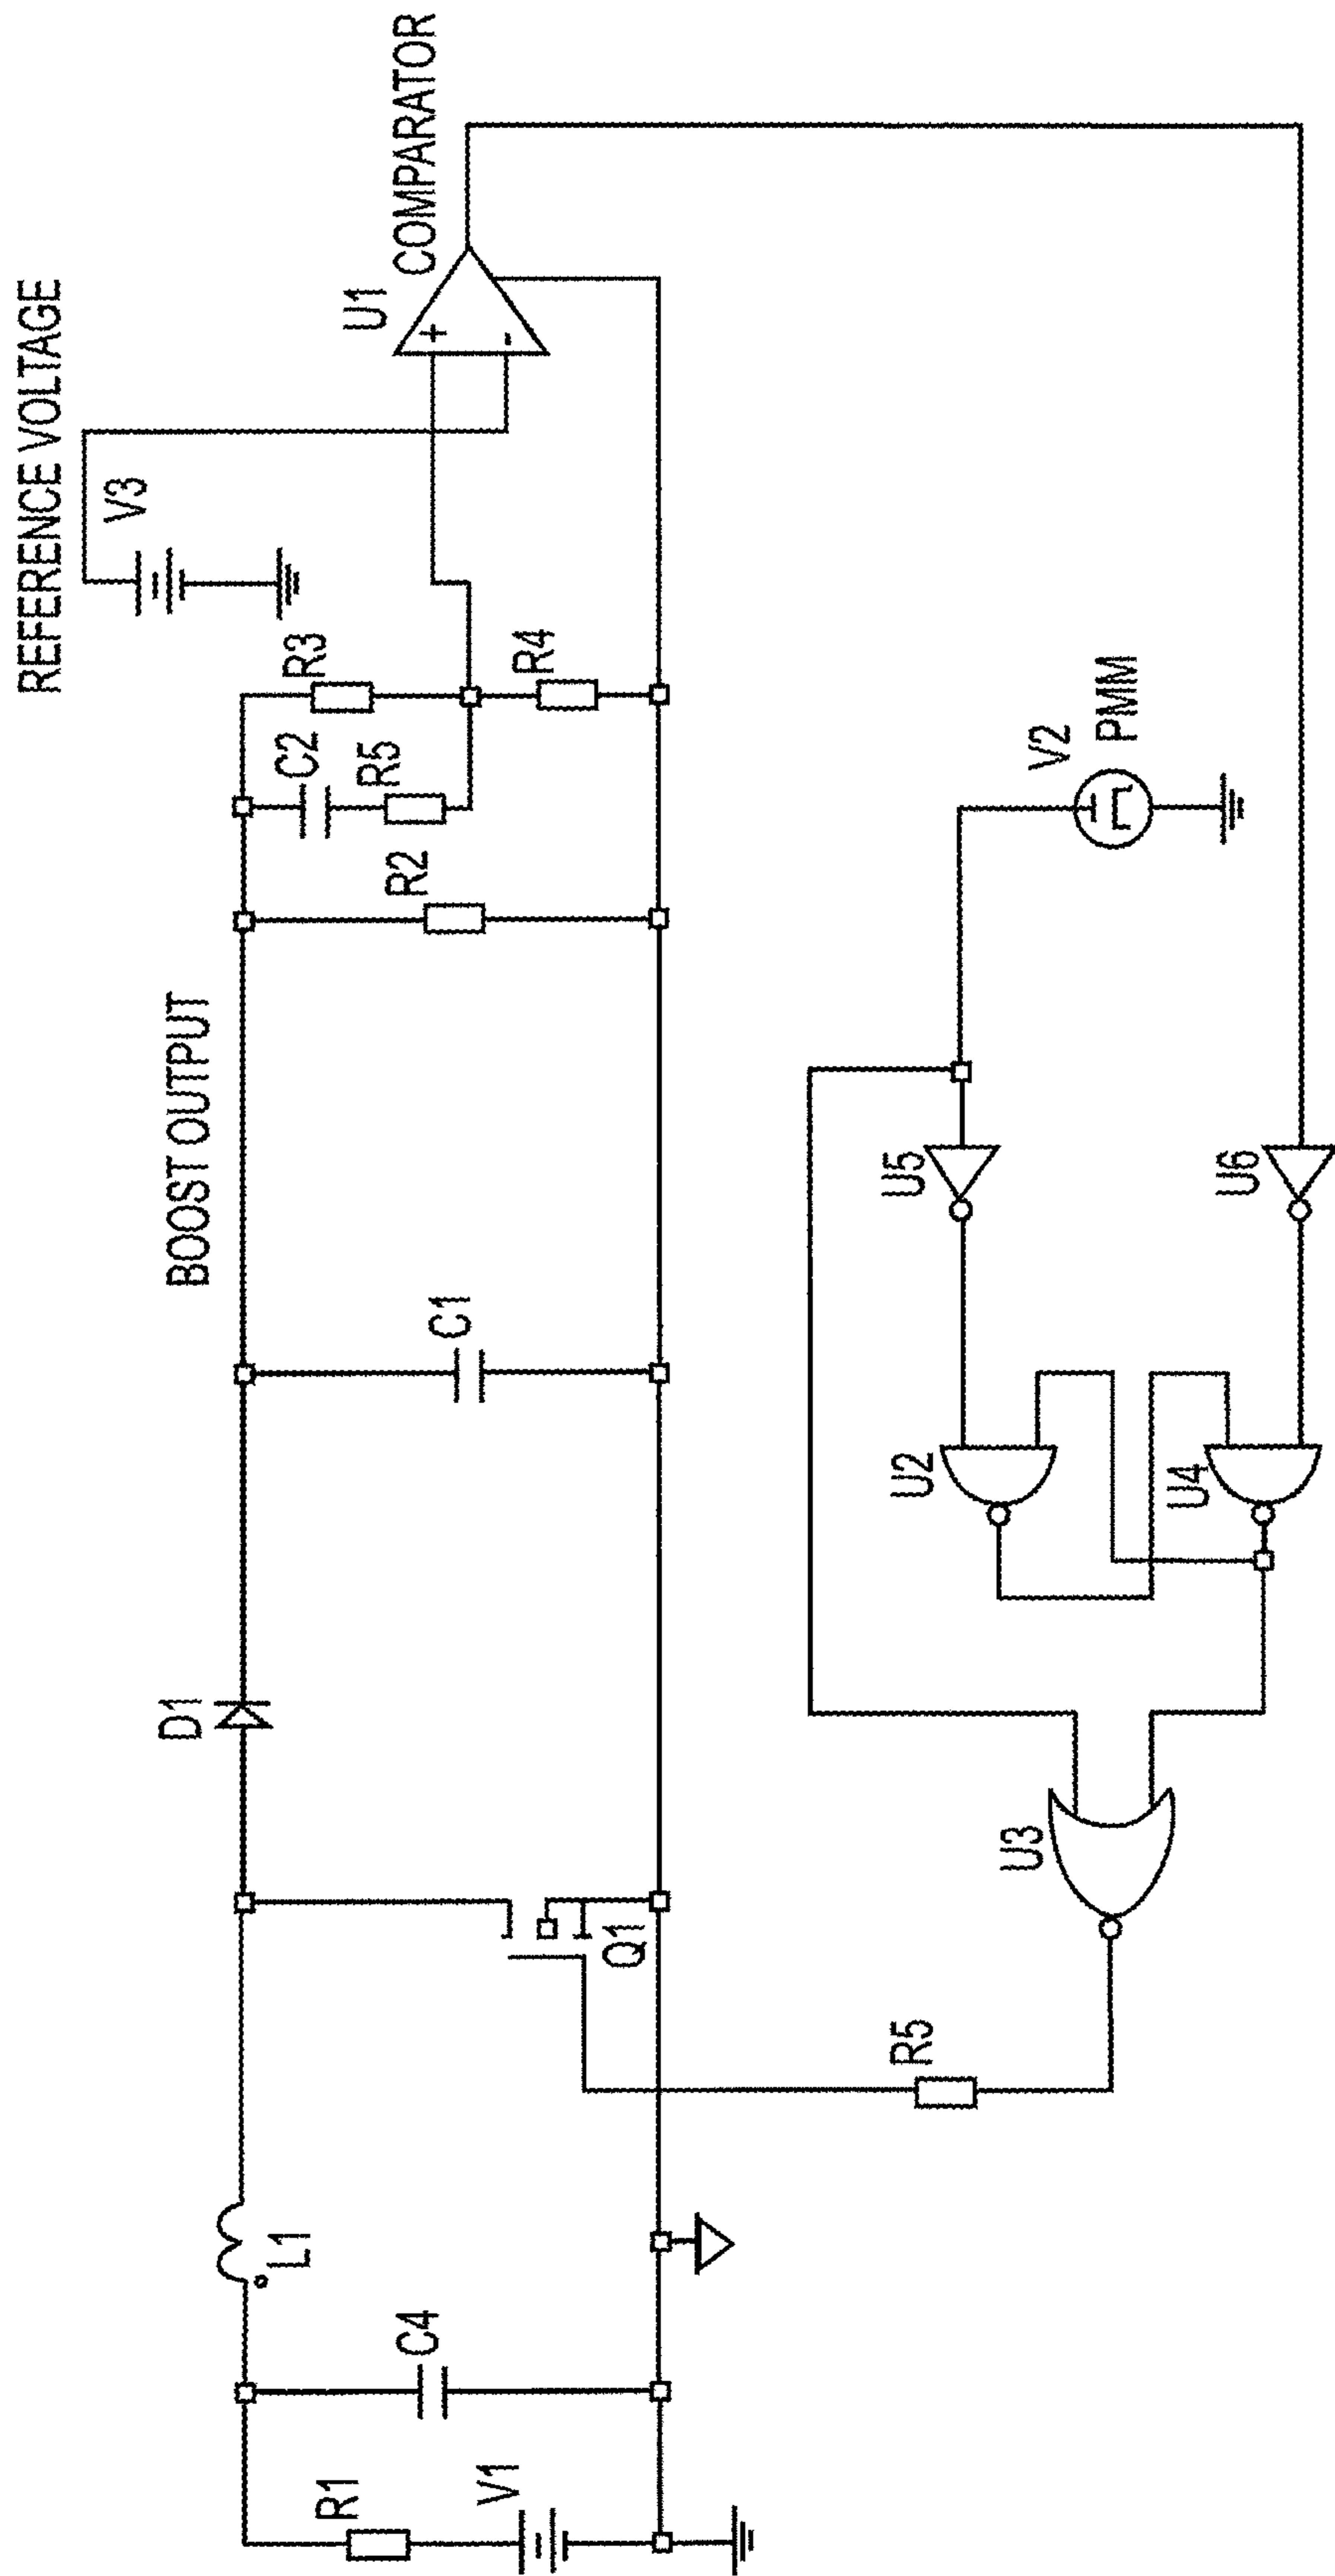 REFERENCE VOLTAGE
V3
U1
COMPARATOR
BOOST OUTPUT
D1
R3
C2
R5
R4
R2
C1
L1
C4
R1
V1
Q1
+
-
V2
PMM
U5
U6
U2
U4
U3
R5